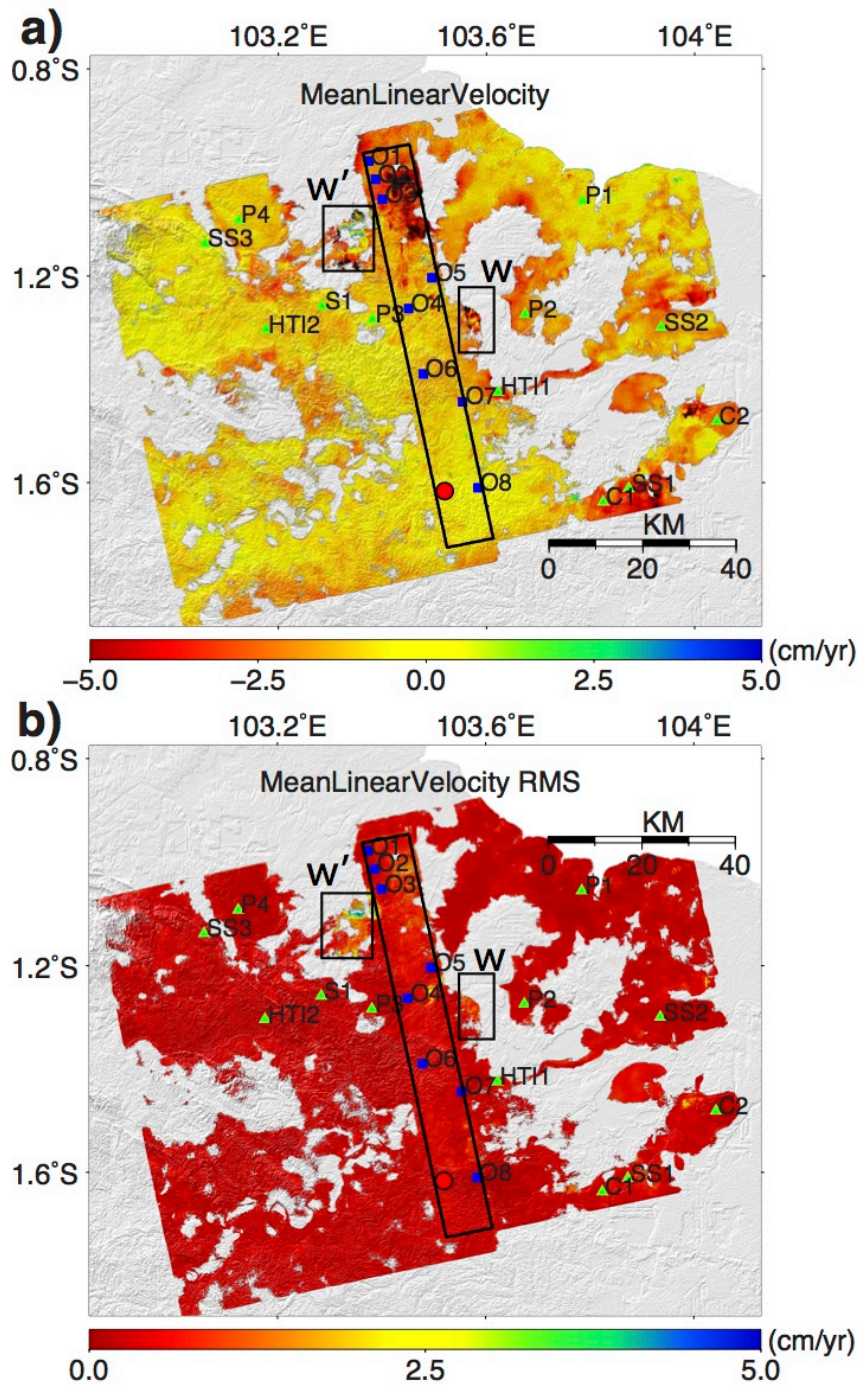 a)
103.2°E 103.6°E 104°E
0.8°S
MeanLinearVelocity
O1
O2
O3
W′
P1
P4
SS3
1.2°S
O5
W
S1
P3
O4
P2
HTI2
SS2
O6
O7
HTI1
C2
1.6°S
O8
SS1
C1
KM
0 20 40
(cm/yr)
−5.0 −2.5 0.0 2.5 5.0
b)
103.2°E 103.6°E 104°E
0.8°S
MeanLinearVelocity RMS
KM
0 20 40
O1
O2
O3
W′
P1
P4
SS3
1.2°S
O5
W
S1
P3
O4
P2
HTI2
SS2
O6
O7
HTI1
C2
1.6°S
O8
SS1
C1
(cm/yr)
0.0 2.5 5.0